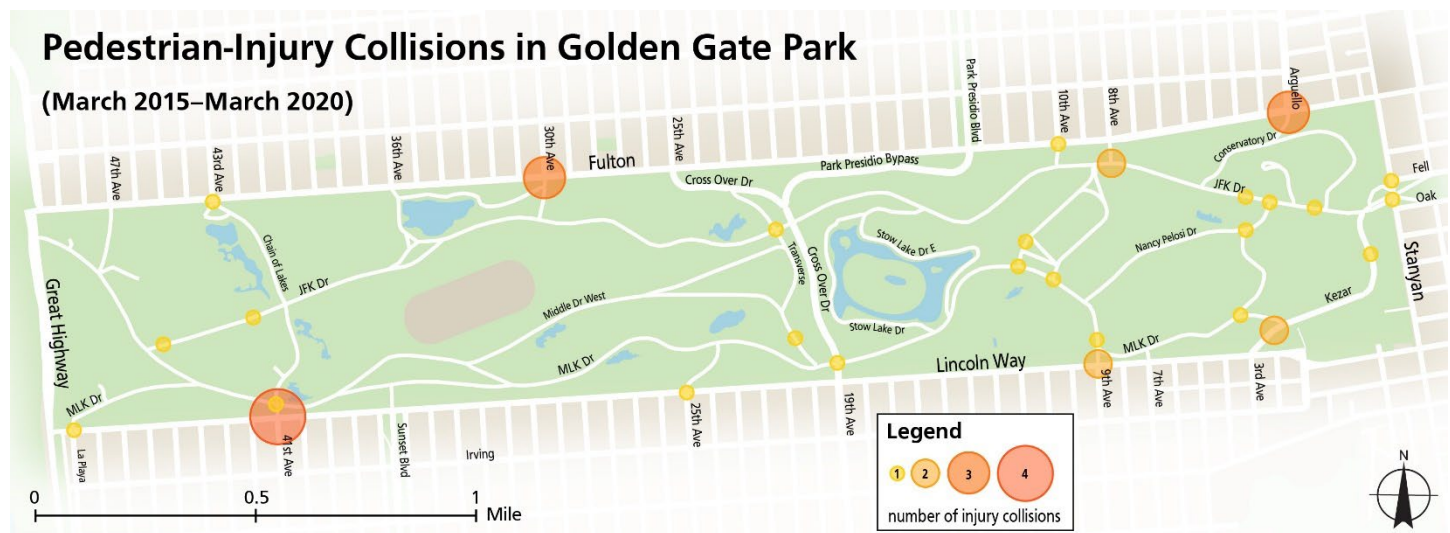 Pedestrian-Injury Collisions in Golden Gate Park
(March 2015–March 2020)
47th Ave
43rd Ave
36th Ave
30th Ave
Fulton
25th Ave
Cross Over Dr
Park Presidio Bypass
Park Presidio Blvd
10th Ave
8th Ave
Arguello
Conservatory Dr
JFK Dr
Fell
Oak
Stanyan
Great Highway
Chain of Lakes
JFK Dr
Middle Dr West
Transverse
Cross Over Dr
Stow Lake Dr E
Stow Lake Dr
Nancy Pelosi Dr
Kezar
MLK Dr
MLK Dr
MLK Dr
Lincoln Way
La Playa
41st Ave
Sunset Blvd
Irving
25th Ave
19th Ave
9th Ave
7th Ave
3rd Ave
Legend
1 2 3 4
number of injury collisions
0 0.5 1
Mile
N